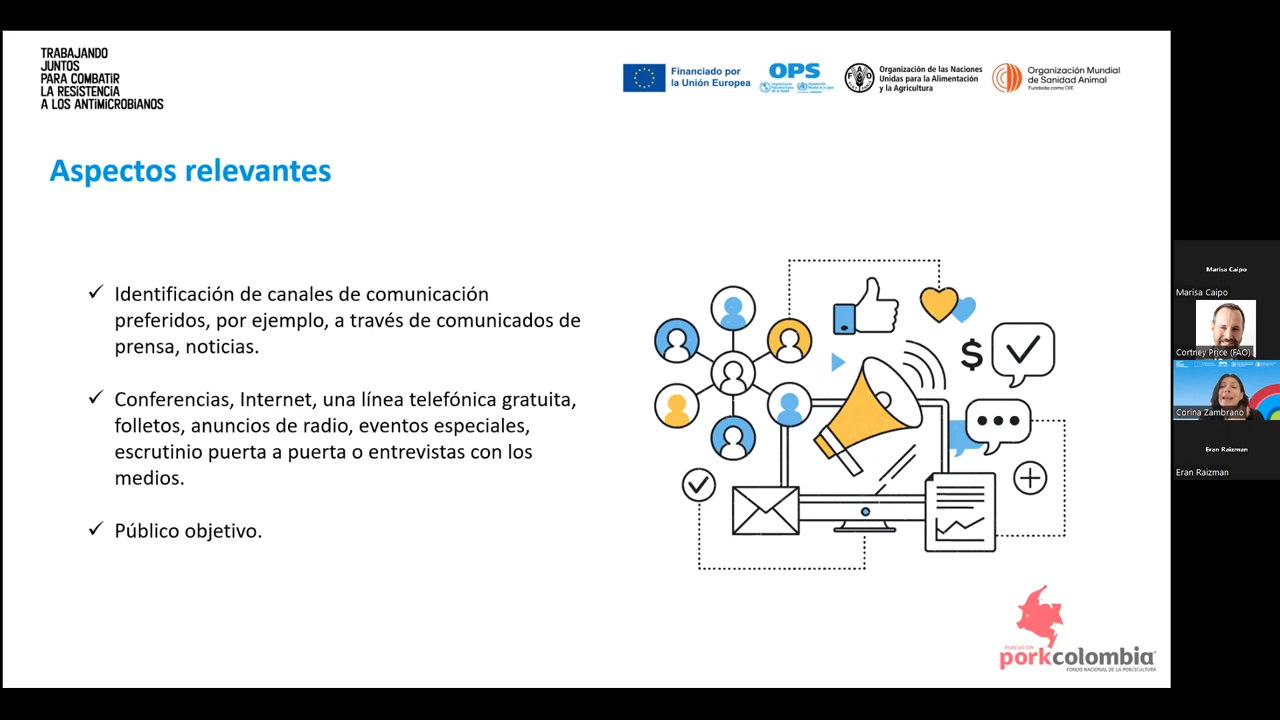 TRABAJANDO
JUNTOS
PARA COMBATIR
LA RESISTENCIA
A LOS ANTIMICROBIANOS
Financiado por
la Unión Europea
OPS
FAO
Organización de las Naciones
Unidas para la Alimentación
y la Agricultura
Organización Mundial
de Sanidad Animal
Fundada como OIE
Aspectos relevantes
✓ Identificación de canales de comunicación
preferidos, por ejemplo, a través de comunicados de
prensa, noticias.
✓ Conferencias, Internet, una línea telefónica gratuita,
folletos, anuncios de radio, eventos especiales,
escrutinio puerta a puerta o entrevistas con los
medios.
✓ Público objetivo.
$
Asociación
porkcolombia
FONDO NACIONAL DE LA PORCICULTURA
Marisa Caipo
Marisa Caipo
Cortney Price (FAO)
Corina Zambrano
Eran Raizman
Eran Raizman